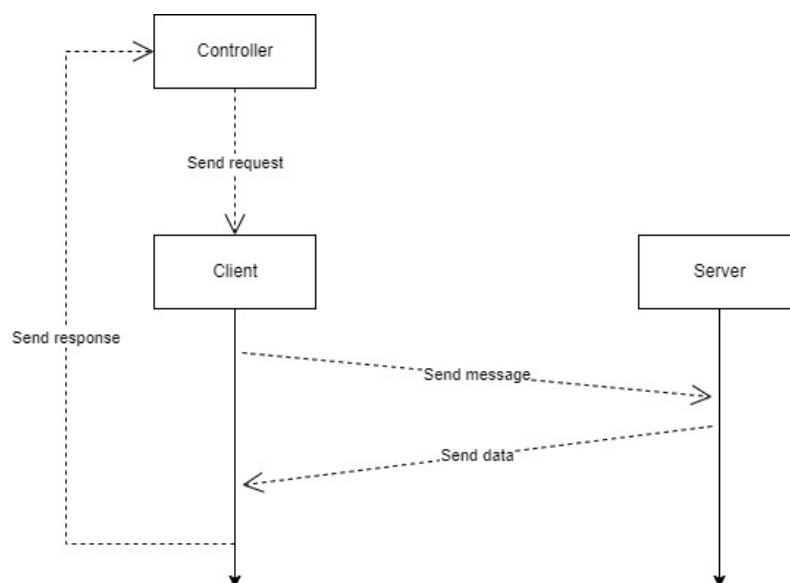 Controller
Send request
Client
Server
Send response
Send message
Send data